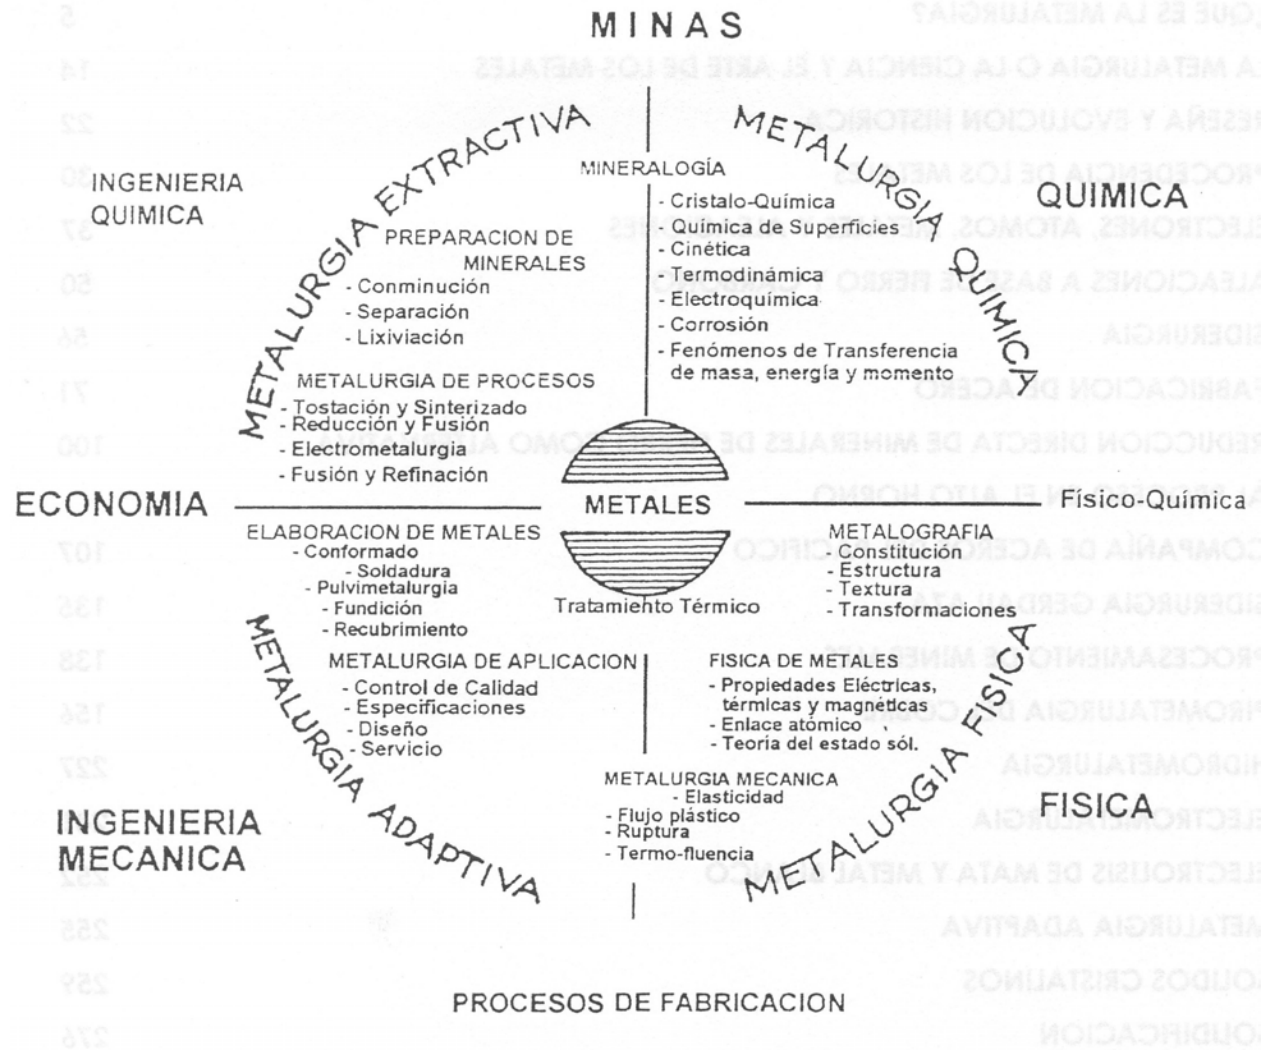 MINAS
METALURGIA EXTRACTIVA
METALURGIA QUIMICA
MINERALOGÍA
INGENIERIA
QUIMICA
QUIMICA
- Cristalo-Química
- Química de Superficies
- Cinética
- Termodinámica
- Electroquímica
- Corrosión
- Fenómenos de Transferencia
de masa, energía y momento
PREPARACION DE
MINERALES
- Conminución
- Separación
- Lixiviación
METALURGIA DE PROCESOS
- Tostación y Sinterizado
- Reducción y Fusión
- Electrometalurgia
- Fusión y Refinación
ECONOMIA
METALES
Físico-Química
ELABORACION DE METALES
- Conformado
- Soldadura
- Pulvimetalurgia
- Fundición
- Recubrimiento
Tratamiento Térmico
METALOGRAFIA
- Constitución
- Estructura
- Textura
- Transformaciones
METALURGIA DE APLICACION
- Control de Calidad
- Especificaciones
- Diseño
- Servicio
FISICA DE METALES
- Propiedades Eléctricas,
térmicas y magnéticas
- Enlace atómico
- Teoría del estado sól.
METALURGIA MECANICA
- Elasticidad
- Flujo plástico
- Ruptura
- Termo-fluencia
METALURGIA ADAPTIVA
METALURGIA FISICA
INGENIERIA
MECANICA
FISICA
PROCESOS DE FABRICACION